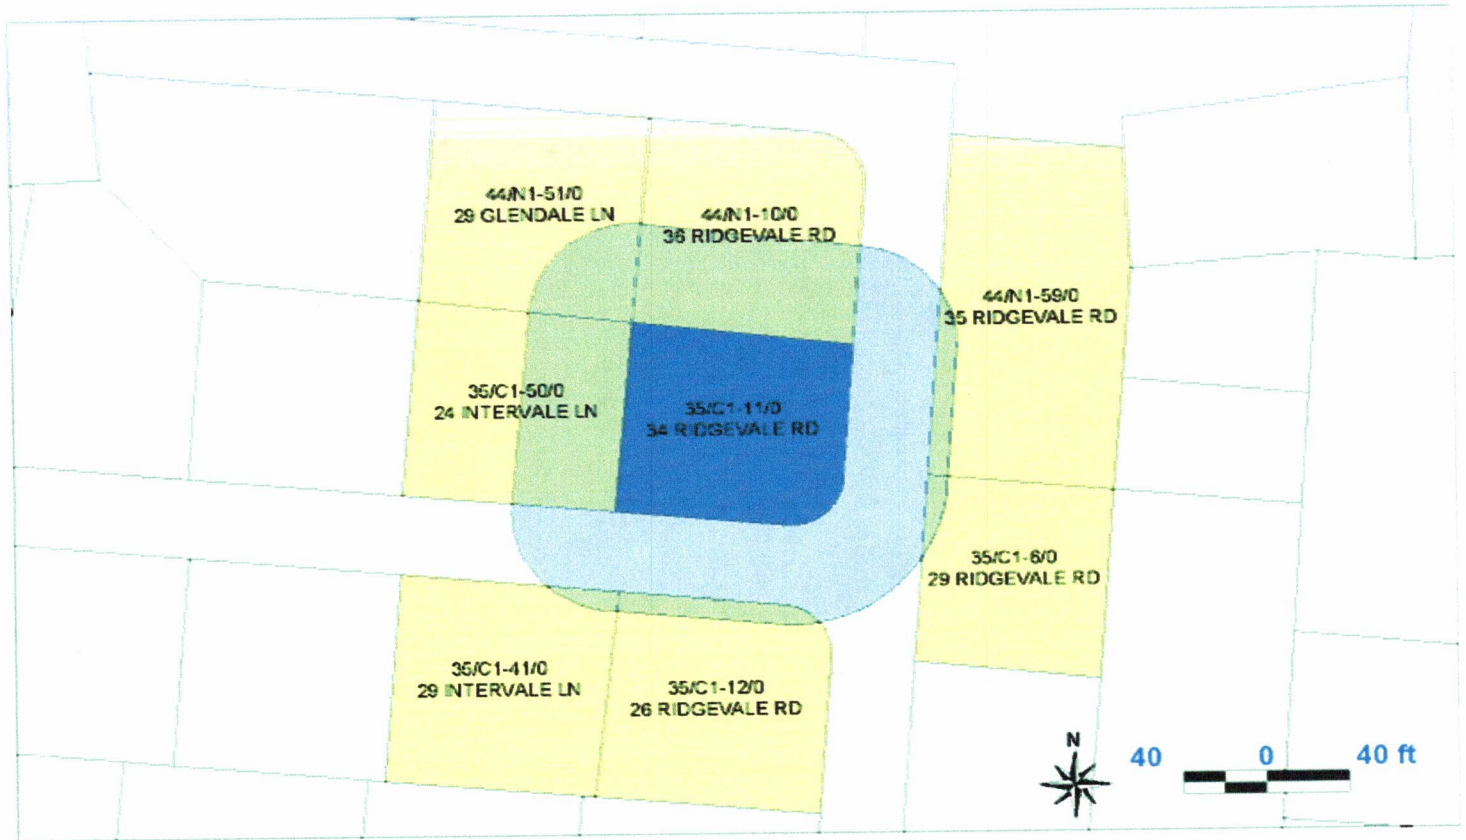 44/N1-51/0
29 GLENDALE LN
44/N1-10/0
36 RIDGEVALE RD
44/N1-59/0
35 RIDGEVALE RD
35/C1-50/0
24 INTERVALE LN
35/C1-11/0
34 RIDGEVALE RD
35/C1-6/0
29 RIDGEVALE RD
35/C1-41/0
29 INTERVALE LN
35/C1-12/0
26 RIDGEVALE RD
N
40 0 40 ft